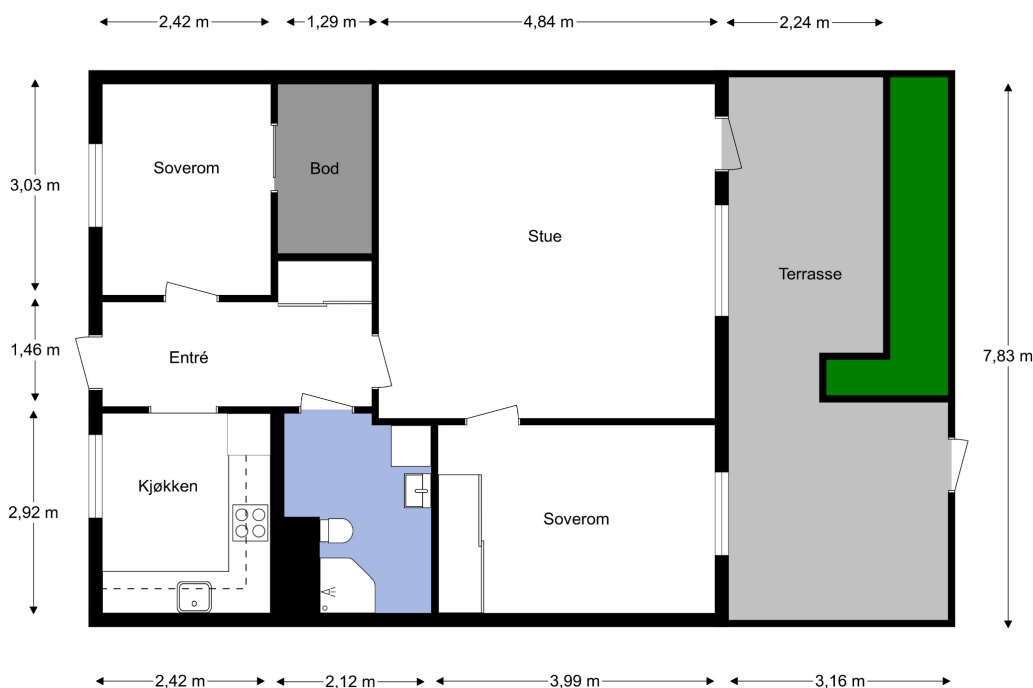 2,42 m
1,29 m
4,84 m
2,24 m
Soverom
Bod
3,03 m
Stue
Terrasse
1,46 m
Entré
7,83 m
Kjøkken
2,92 m
Soverom
2,42 m
2,12 m
3,99 m
3,16 m